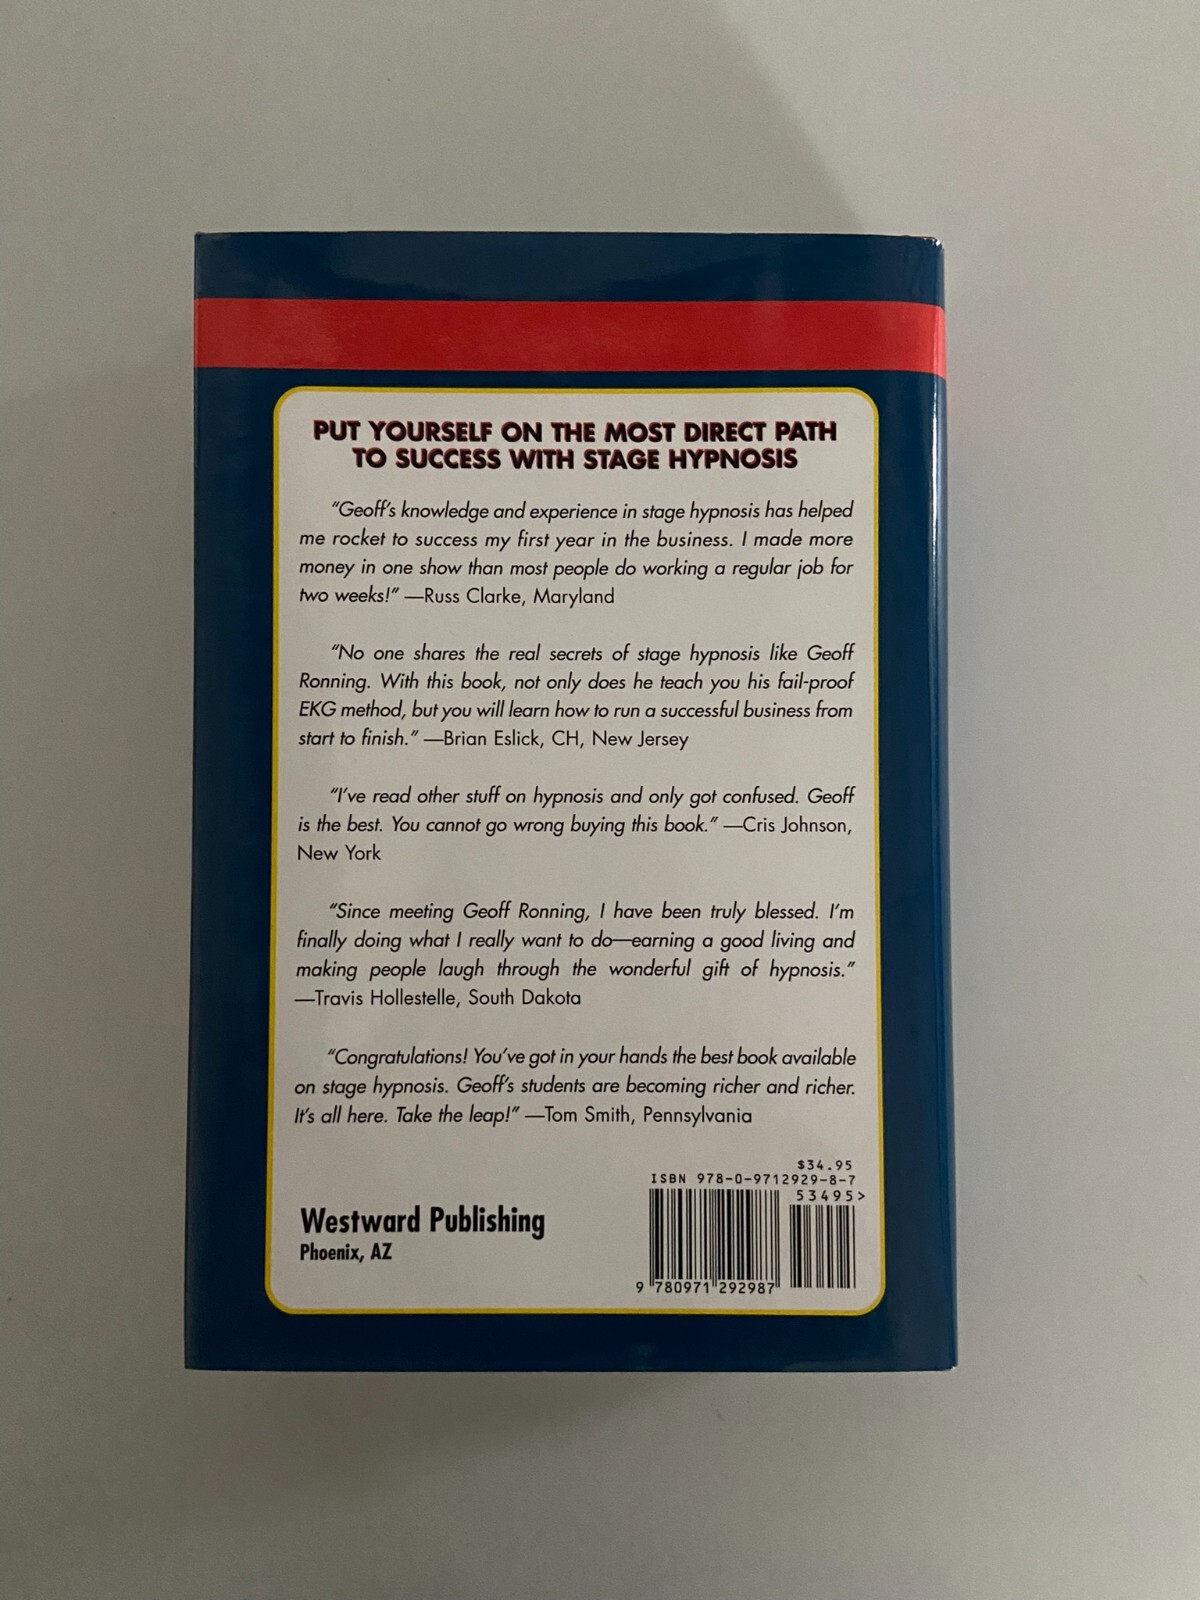 PUT YOURSELF ON THE MOST DIRECT PATH
TO SUCCESS WITH STAGE HYPNOSIS
"Geoff's knowledge and experience in stage hypnosis has helped
me rocket to success my first year in the business. I made more
money in one show than most people do working a regular job for
two weeks!" —Russ Clarke, Maryland
"No one shares the real secrets of stage hypnosis like Geoff
Ronning. With this book, not only does he teach you his fail-proof
EKG method, but you will learn how to run a successful business from
start to finish." —Brian Eslick, CH, New Jersey
"I've read other stuff on hypnosis and only got confused. Geoff
is the best. You cannot go wrong buying this book." —Cris Johnson,
New York
"Since meeting Geoff Ronning, I have been truly blessed. I'm
finally doing what I really want to do—earning a good living and
making people laugh through the wonderful gift of hypnosis."
—Travis Hollestelle, South Dakota
"Congratulations! You've got in your hands the best book available
on stage hypnosis. Geoff's students are becoming richer and richer.
It's all here. Take the leap!" —Tom Smith, Pennsylvania
Westward Publishing
Phoenix, AZ
$34.95
ISBN 978-0-9712929-8-7
53495>
9 780971 292987